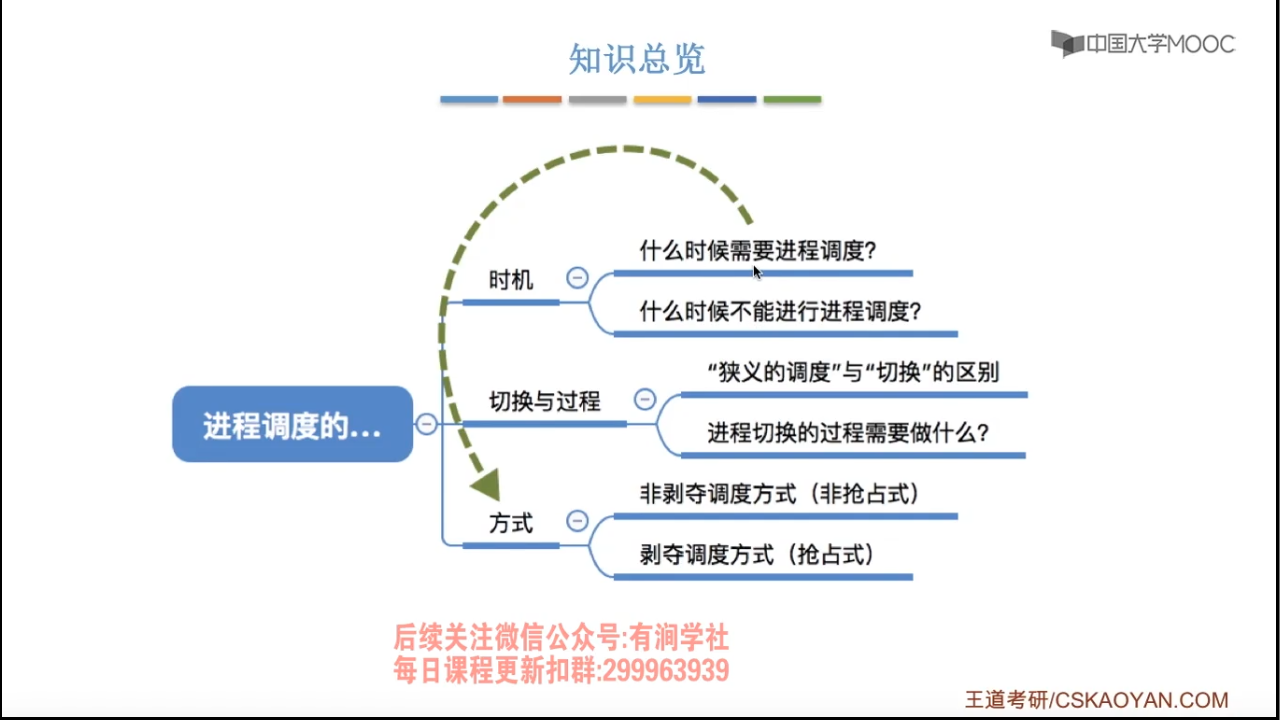 中国大学MOOC
知识总览
什么时候需要进程调度?
时机
什么时候不能进行进程调度?
“狭义的调度”与“切换”的区别
切换与过程
进程调度的...
进程切换的过程需要做什么?
非剥夺调度方式（非抢占式）
方式
剥夺调度方式（抢占式）
后续关注微信公众号:有涧学社
每日课程更新扣群:299963939
王道考研/CSKAOYAN.COM